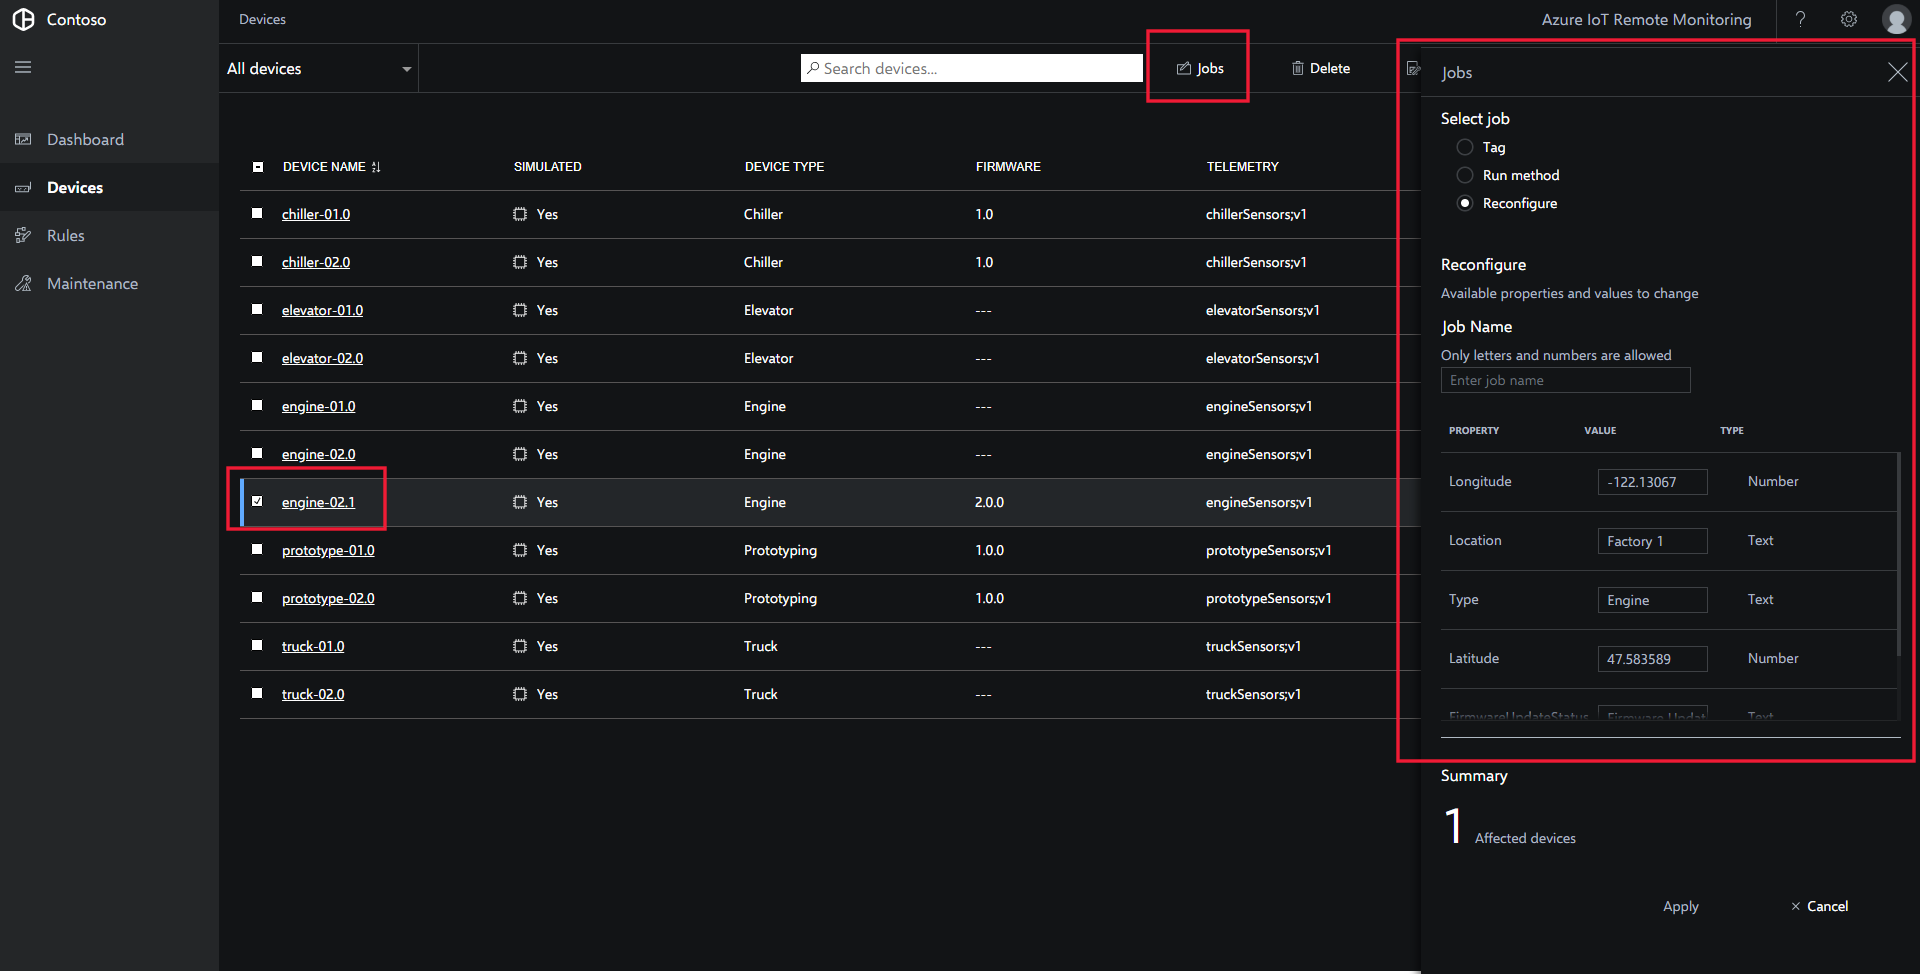 Contoso
Devices
Azure IoT Remote Monitoring
?
All devices
Search devices...
Jobs
Delete
Dashboard
Devices
Rules
Maintenance
DEVICE NAME SIMULATED DEVICE TYPE FIRMWARE TELEMETRY
chiller-01.0 Yes Chiller 1.0 chillerSensors;v1
chiller-02.0 Yes Chiller 1.0 chillerSensors;v1
elevator-01.0 Yes Elevator --- elevatorSensors;v1
elevator-02.0 Yes Elevator --- elevatorSensors;v1
engine-01.0 Yes Engine --- engineSensors;v1
engine-02.0 Yes Engine --- engineSensors;v1
engine-02.1 Yes Engine 2.0.0 engineSensors;v1
prototype-01.0 Yes Prototyping 1.0.0 prototypeSensors;v1
prototype-02.0 Yes Prototyping 1.0.0 prototypeSensors;v1
truck-01.0 Yes Truck --- truckSensors;v1
truck-02.0 Yes Truck --- truckSensors;v1
Jobs
Select job
Tag
Run method
Reconfigure
Reconfigure
Available properties and values to change
Job Name
Only letters and numbers are allowed
Enter job name
PROPERTY VALUE TYPE
Longitude -122.13067 Number
Location Factory 1 Text
Type Engine Text
Latitude 47.583589 Number
FirmwareUpdateStatus Firmware Updat Text
Summary
1 Affected devices
Apply
Cancel